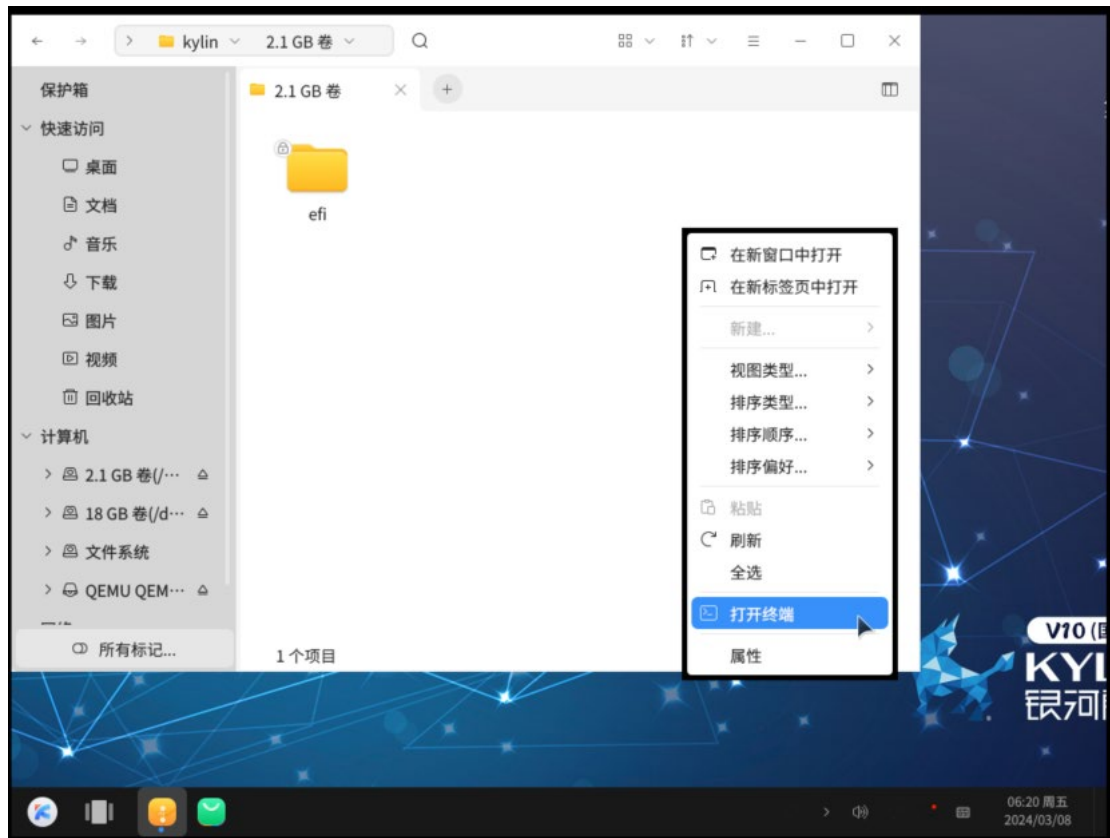 kylin
2.1 GB 卷
保护箱
2.1 GB 卷
快速访问
桌面
文档
efi
音乐
在新窗口中打开
下载
在新标签页中打开
图片
新建...
视频
视图类型...
回收站
排序类型...
计算机
排序顺序...
2.1 GB 卷(/···
排序偏好...
18 GB 卷(/d···
粘贴
文件系统
刷新
QEMU QEM···
全选
打开终端
所有标记...
1 个项目
属性
V10
KYL
银河
06:20 周五
2024/03/08